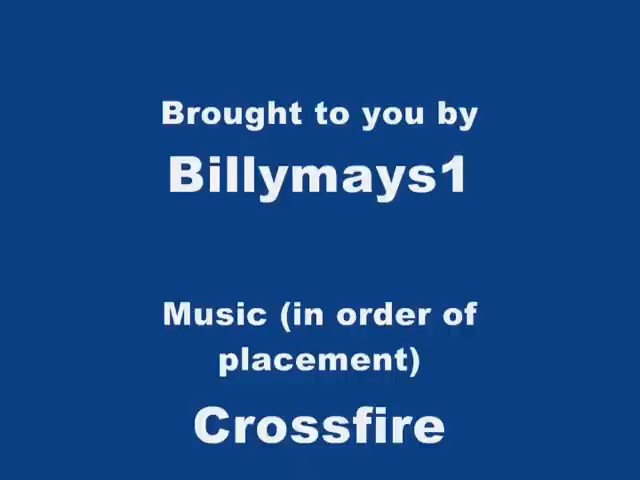 Brought to you by
Billymays1
Music (in order of
placement)
Crossfire